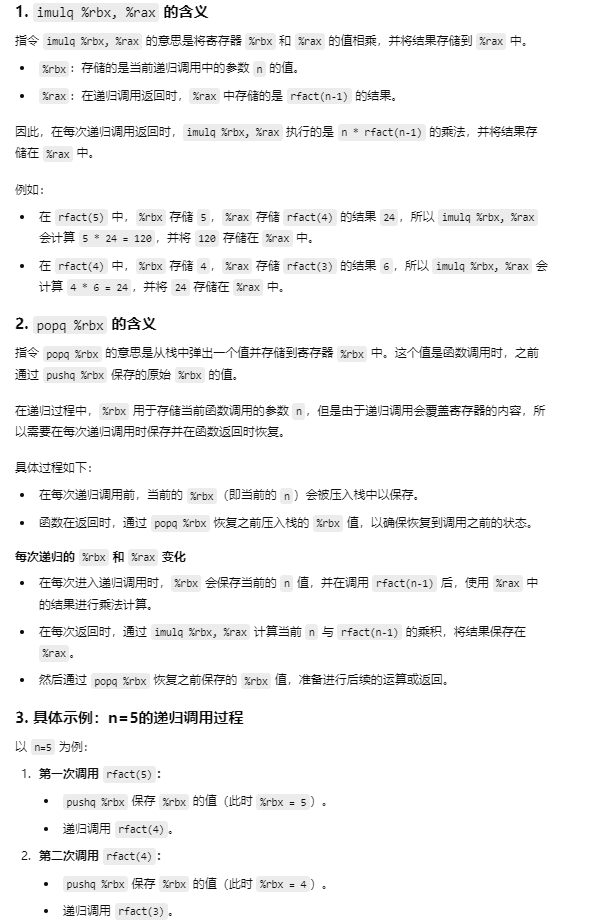 1. imulq %rbx, %rax 的含义
指令 imulq %rbx, %rax 的意思是将寄存器 %rbx 和 %rax 的值相乘，并将结果存储到 %rax 中。
• %rbx：存储的是当前递归调用中的参数 n 的值。
• %rax：在递归调用返回时，%rax 中存储的是 rfact(n-1) 的结果。
因此，在每次递归调用返回时，imulq %rbx, %rax 执行的是 n * rfact(n-1) 的乘法，并将结果存
储在 %rax 中。
例如：
• 在 rfact(5) 中，%rbx 存储 5，%rax 存储 rfact(4) 的结果 24，所以 imulq %rbx, %rax
会计算 5 * 24 = 120，并将 120 存储在 %rax 中。
• 在 rfact(4) 中，%rbx 存储 4，%rax 存储 rfact(3) 的结果 6，所以 imulq %rbx, %rax 会
计算 4 * 6 = 24，并将 24 存储在 %rax 中。
2. popq %rbx 的含义
指令 popq %rbx 的意思是从栈中弹出一个值并存储到寄存器 %rbx 中。这个值是函数调用时，之前
通过 pushq %rbx 保存的原始 %rbx 的值。
在递归过程中，%rbx 用于存储当前函数调用的参数 n，但是由于递归调用会覆盖寄存器的内容，所
以需要在每次递归调用时保存并在函数返回时恢复。
具体过程如下：
• 在每次递归调用前，当前的 %rbx（即当前的 n）会被压入栈中以保存。
• 函数在返回时，通过 popq %rbx 恢复之前压入栈的 %rbx 值，以确保恢复到调用之前的状态。
每次递归的 %rbx 和 %rax 变化
• 在每次进入递归调用时，%rbx 会保存当前的 n 值，并在调用 rfact(n-1) 后，使用 %rax 中
的结果进行乘法计算。
• 在每次返回时，通过 imulq %rbx, %rax 计算当前 n 与 rfact(n-1) 的乘积，将结果保存在
%rax。
• 然后通过 popq %rbx 恢复之前保存的 %rbx 值，准备进行后续的运算或返回。
3. 具体示例：n=5的递归调用过程
以 n=5 为例：
1. 第一次调用 rfact(5)：
• pushq %rbx 保存 %rbx 的值（此时 %rbx = 5）。
• 递归调用 rfact(4)。
2. 第二次调用 rfact(4)：
• pushq %rbx 保存 %rbx 的值（此时 %rbx = 4）。
• 递归调用 rfact(3)。